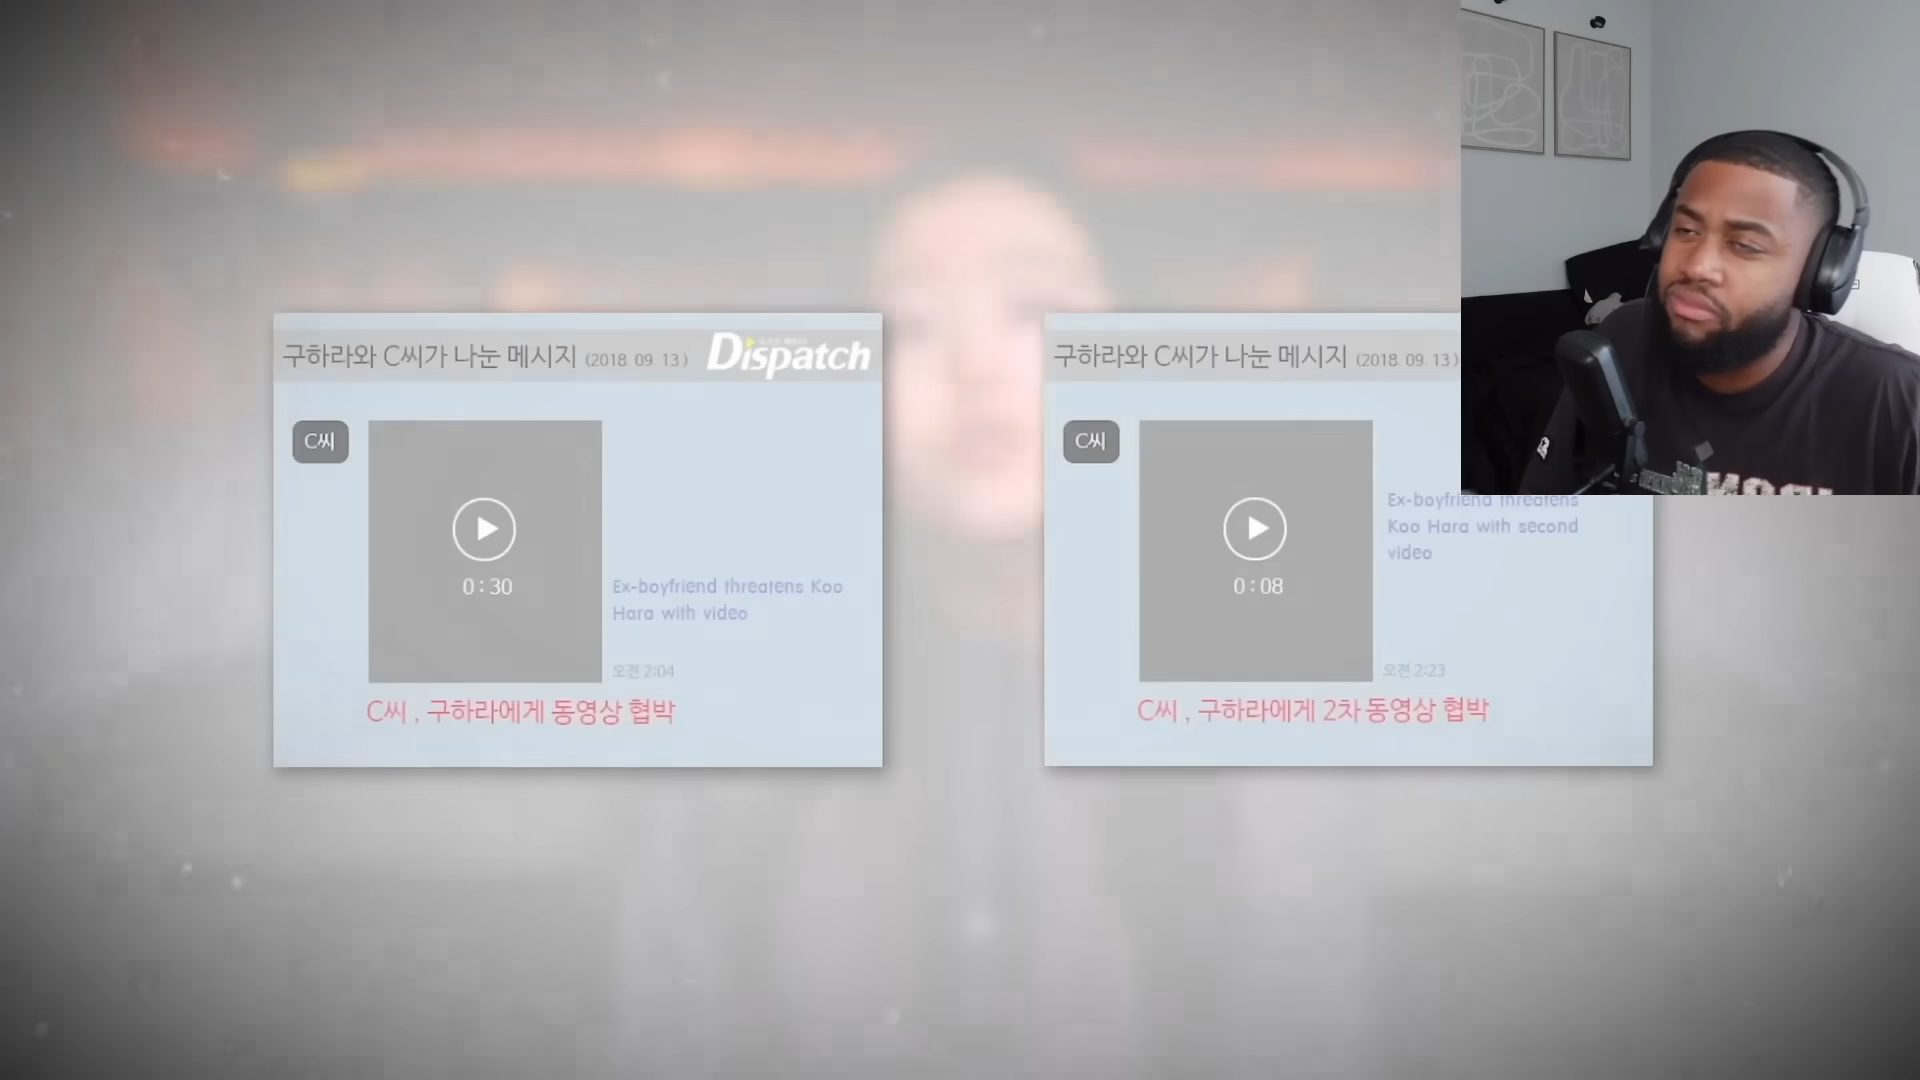 구하라와 C씨가 나눈 메시지 (2018. 09. 13)
Dispatch
C씨
0:30
Ex-boyfriend threatens Koo
Hara with video
오전 2:04
C씨, 구하라에게 동영상 협박
구하라와 C씨가 나눈 메시지 (2018. 09. 13)
C씨
0:08
Ex-boyfriend threatens
Koo Hara with second
video
오전 2:23
C씨, 구하라에게 2차 동영상 협박